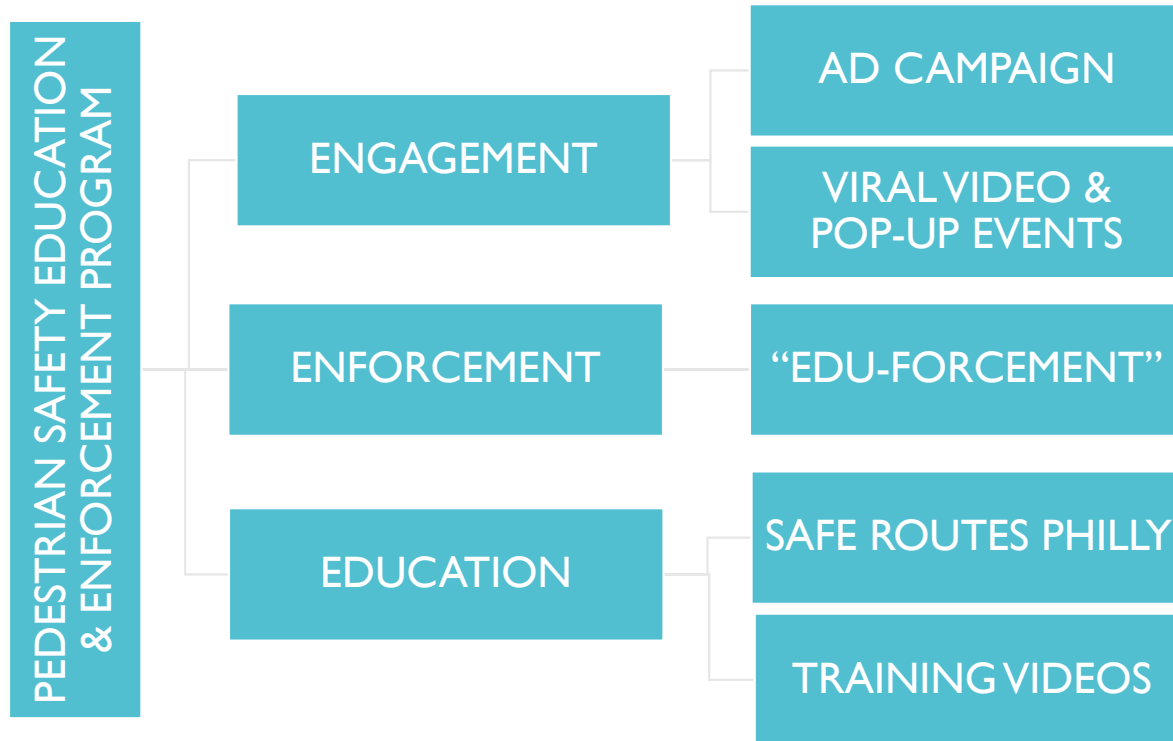 PEDESTRIAN SAFETY EDUCATION
& ENFORCEMENT PROGRAM
ENGAGEMENT
AD CAMPAIGN
VIRAL VIDEO &
POP-UP EVENTS
ENFORCEMENT
“EDU-FORCEMENT”
EDUCATION
SAFE ROUTES PHILLY
TRAINING VIDEOS